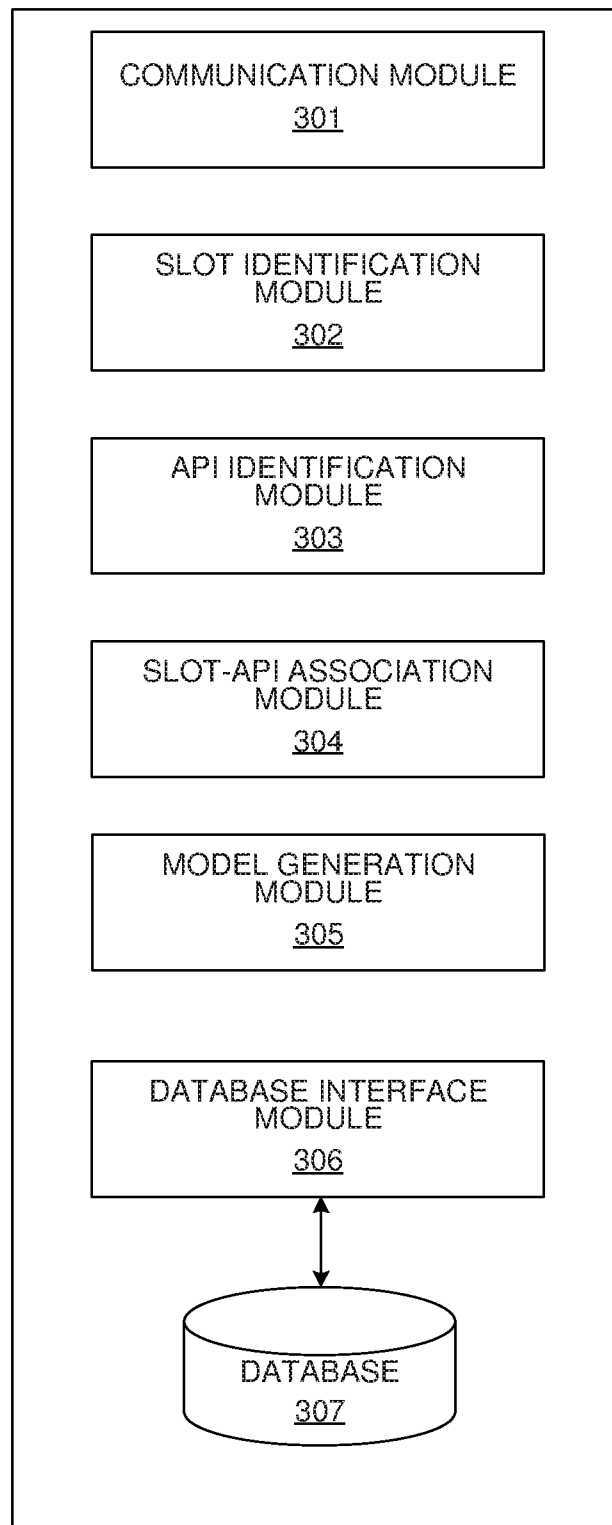 COMMUNICATION MODULE
301
SLOT IDENTIFICATION
MODULE
302
API IDENTIFICATION
MODULE
303
SLOT-API ASSOCIATION
MODULE
304
MODEL GENERATION
MODULE
305
DATABASE INTERFACE
MODULE
306
DATABASE
307